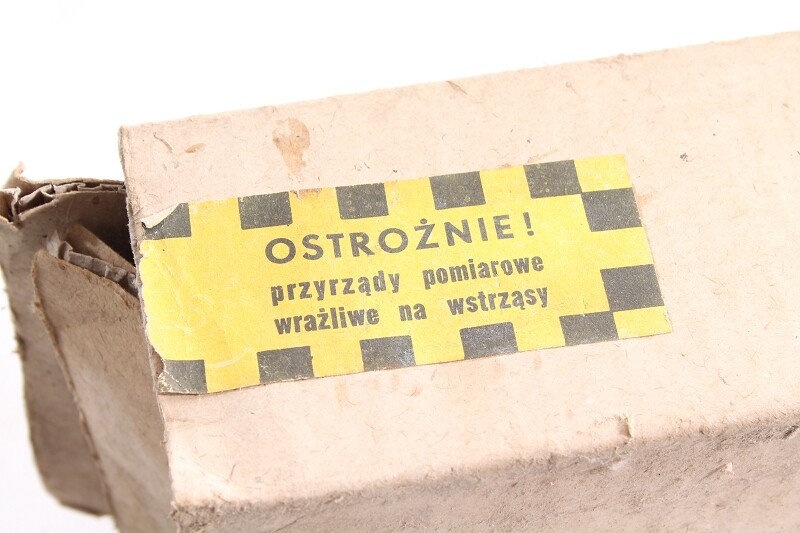 OSTROŻNIE!
przyrządy pomiarowe
wrażliwe na wstrząsy